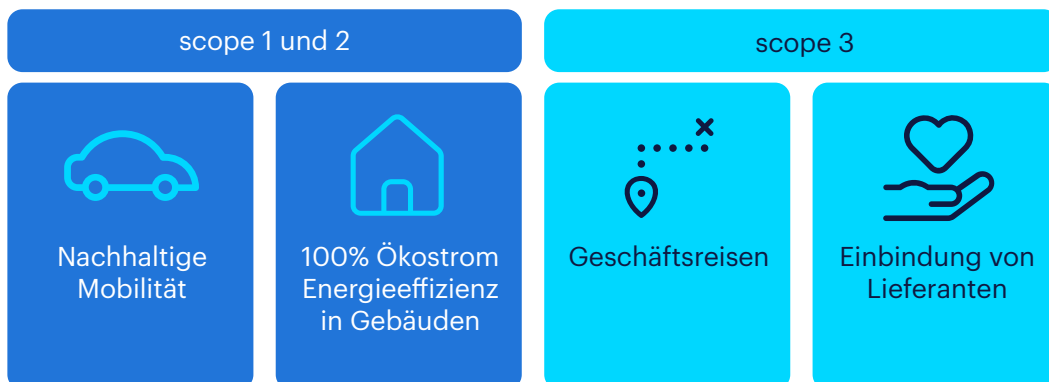 scope 1 und 2
scope 3
Nachhaltige
Mobilität
100% Ökostrom
Energieeffizienz
in Gebäuden
Geschäftsreisen
Einbindung von
Lieferanten